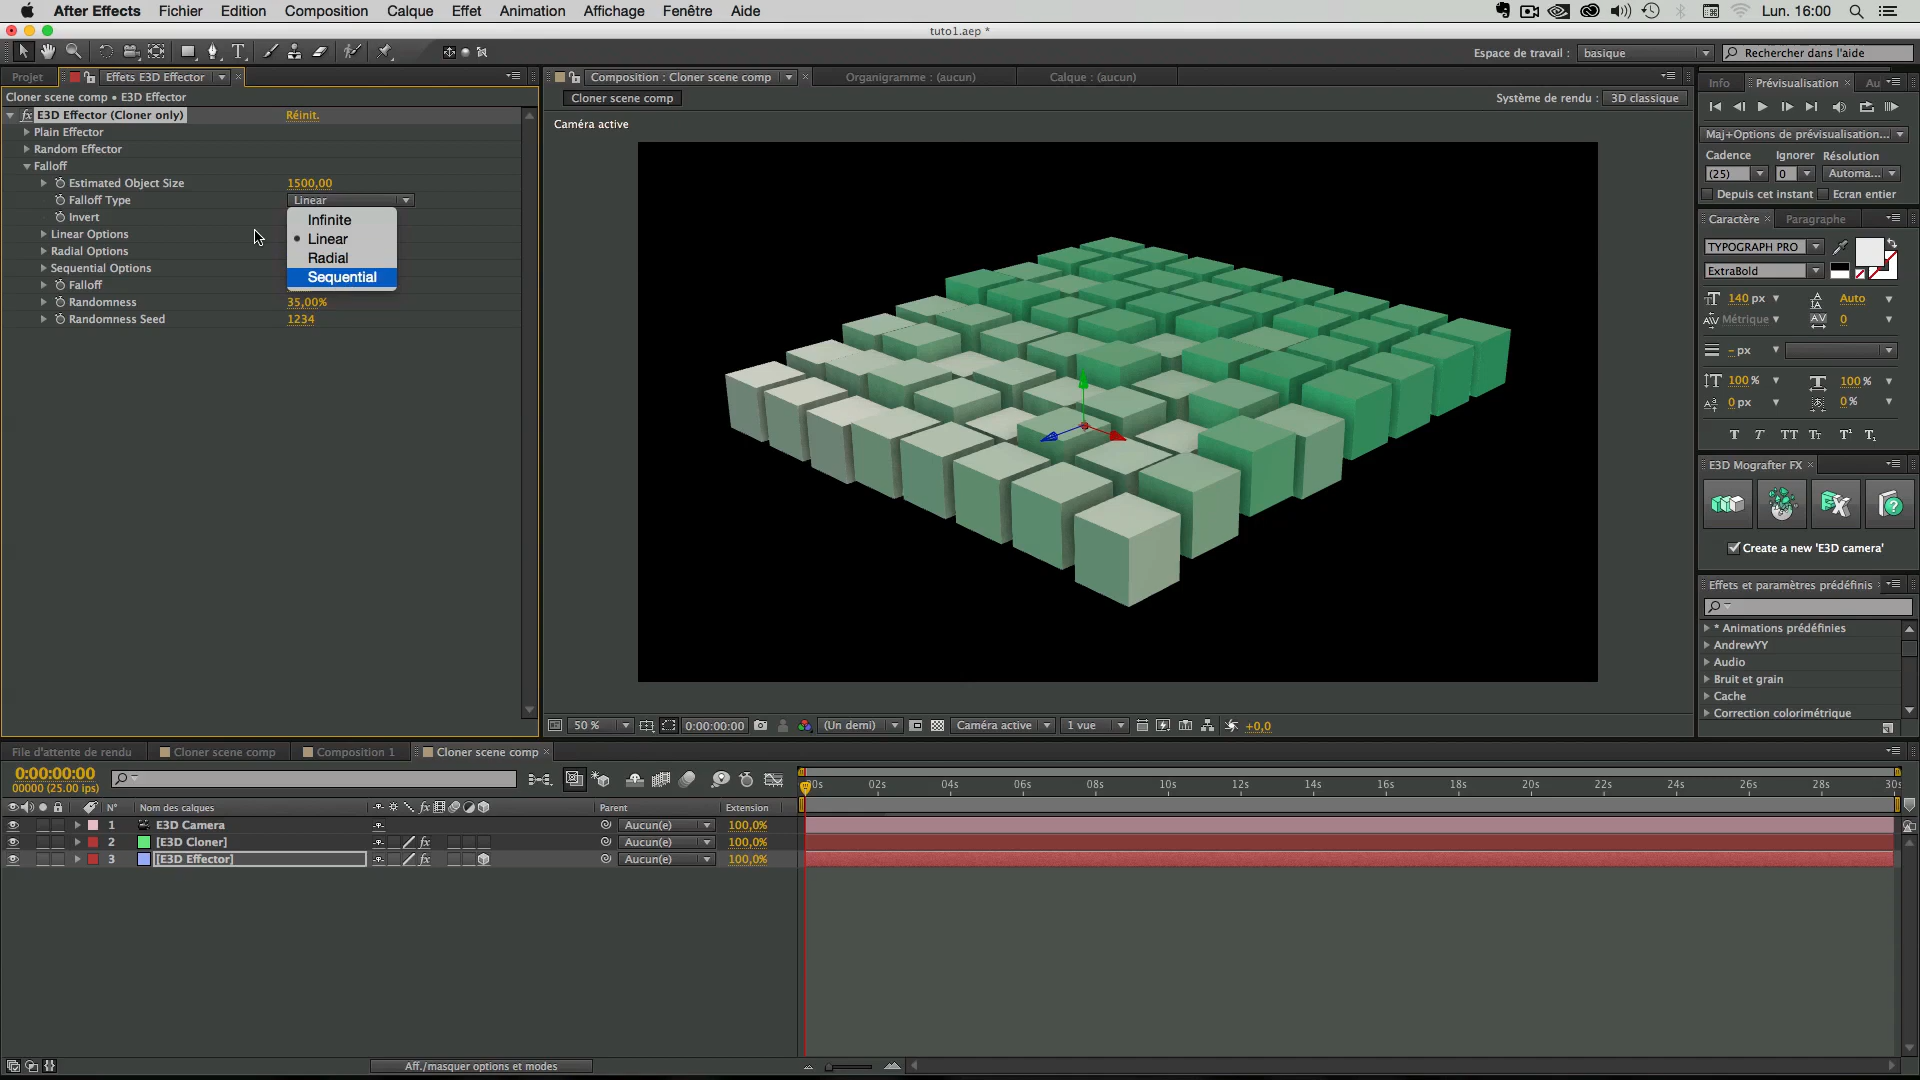 After Effects Fichier Edition Composition Calque Effet Animation Affichage Fenêtre Aide Lun. 16:00
tuto1.aep *
Espace de travail : basique Rechercher dans l'aide
Projet Effets E3D Effector Composition : Cloner scene comp Organigramme : (aucun) Calque : (aucun) Info Prévisualisation Au
Cloner scene comp • E3D Effector Cloner scene comp Système de rendu : 3D classique
fx E3D Effector (Cloner only) Réinit.
Caméra active
Plain Effector
Random Effector
Falloff
Estimated Object Size 1500,00
Falloff Type Linear
Invert
Infinite
Linear
Radial
Sequential
Linear Options
Radial Options
Sequential Options
Falloff
Randomness 35,00%
Randomness Seed 1234
Maj+Options de prévisualisation...
Cadence Ignorer Résolution
(25) 0 Automa...
Depuis cet instant Ecran entier
Caractère Paragraphe
TYPOGRAPH PRO
ExtraBold
140 px Auto
Métrique 0
- px
100 % 100 %
0 px 0 %
T T TT Tt T¹ T₁
E3D Mografter FX
Create a new 'E3D camera'
Effets et paramètres prédéfinis
* Animations prédéfinies
AndrewYY
Audio
Bruit et grain
Cache
Correction colorimétrique
50 % 0:00:00:00 (Un demi) Caméra active 1 vue +0,0
File d'attente de rendu Cloner scene comp Composition 1 Cloner scene comp
0:00:00:00
00000 (25.00 ips)
00s 02s 04s 06s 08s 10s 12s 14s 16s 18s 20s 22s 24s 26s 28s 30s
N° Nom des calques fx Parent Extension
1 E3D Camera Aucun(e) 100,0%
2 [E3D Cloner] fx Aucun(e) 100,0%
3 [E3D Effector] fx Aucun(e) 100,0%
Aff./masquer options et modes